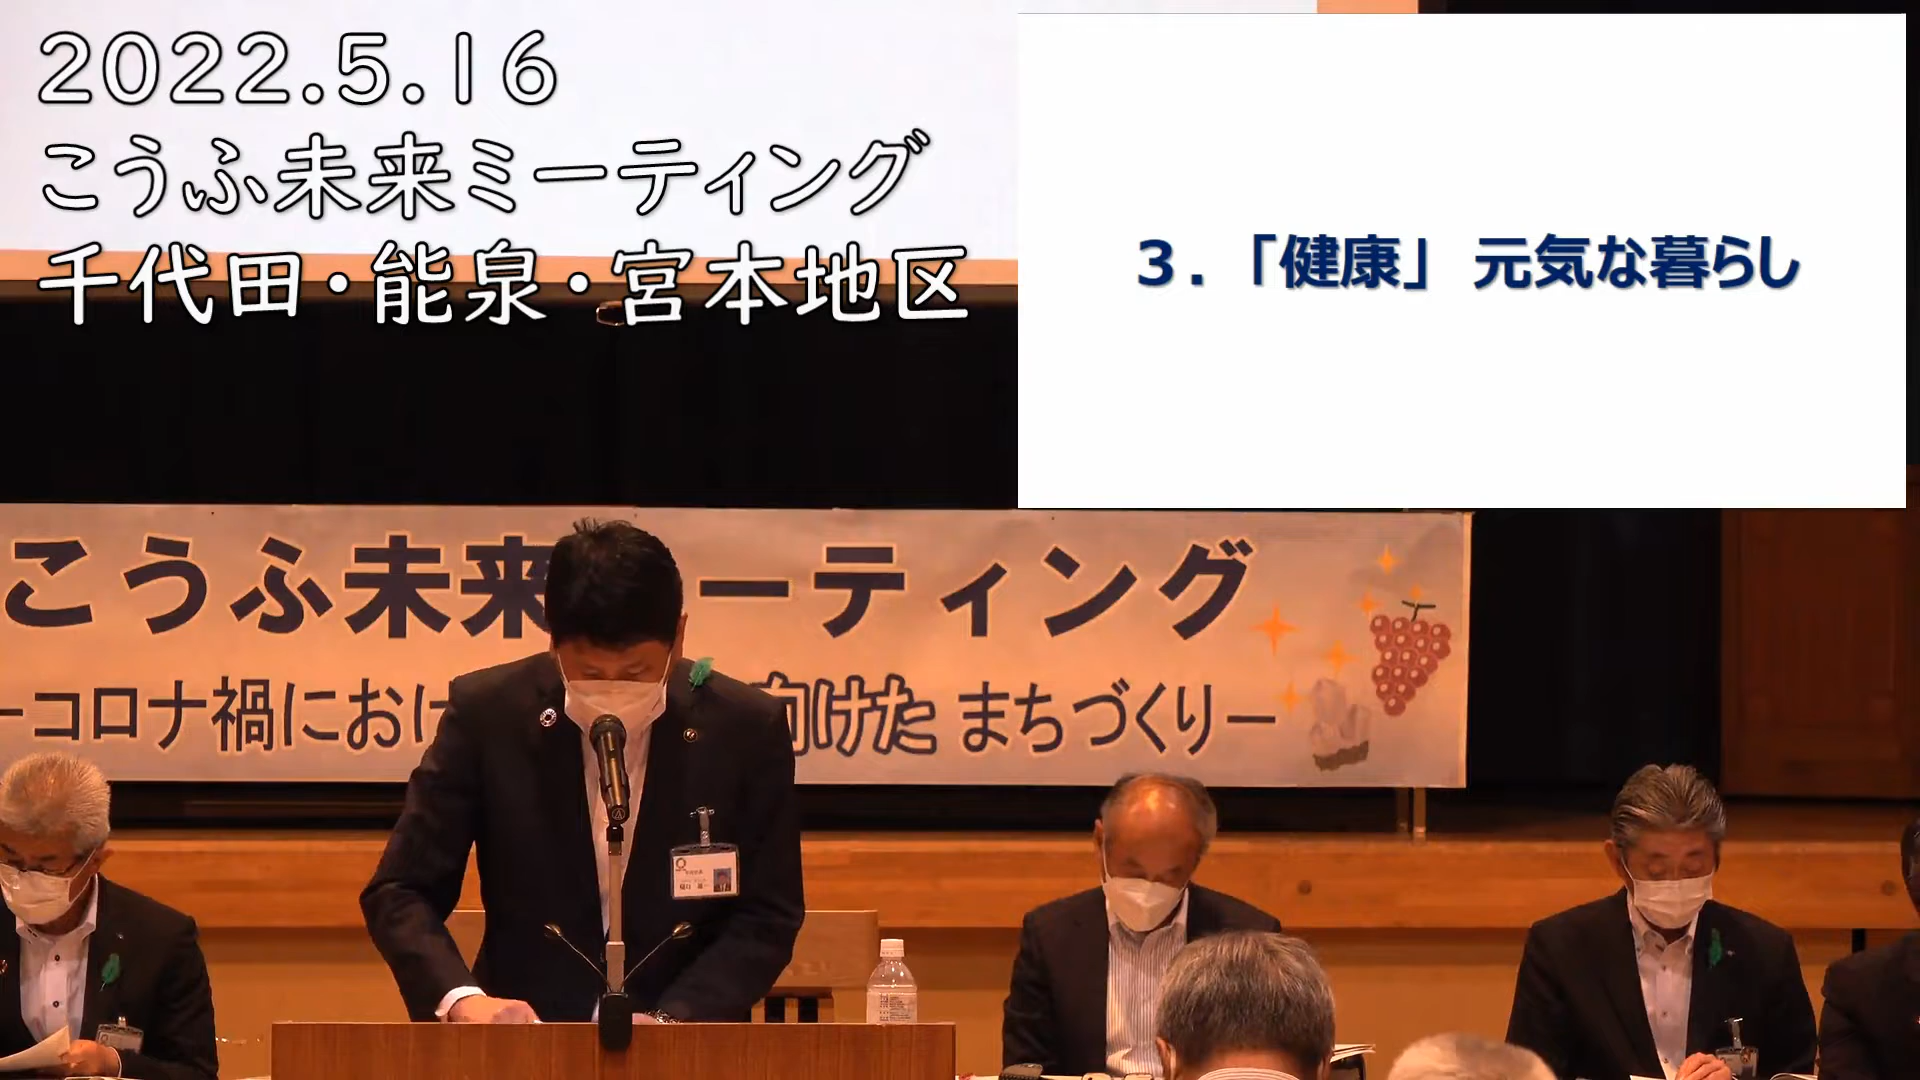 2022.5.16
こうふ未来ミーティング
千代田・能泉・宮本地区
3.「健康」 元気な暮らし
こうふ未来 ーティング
ーコロナ禍におけ 向けた まちづくりー